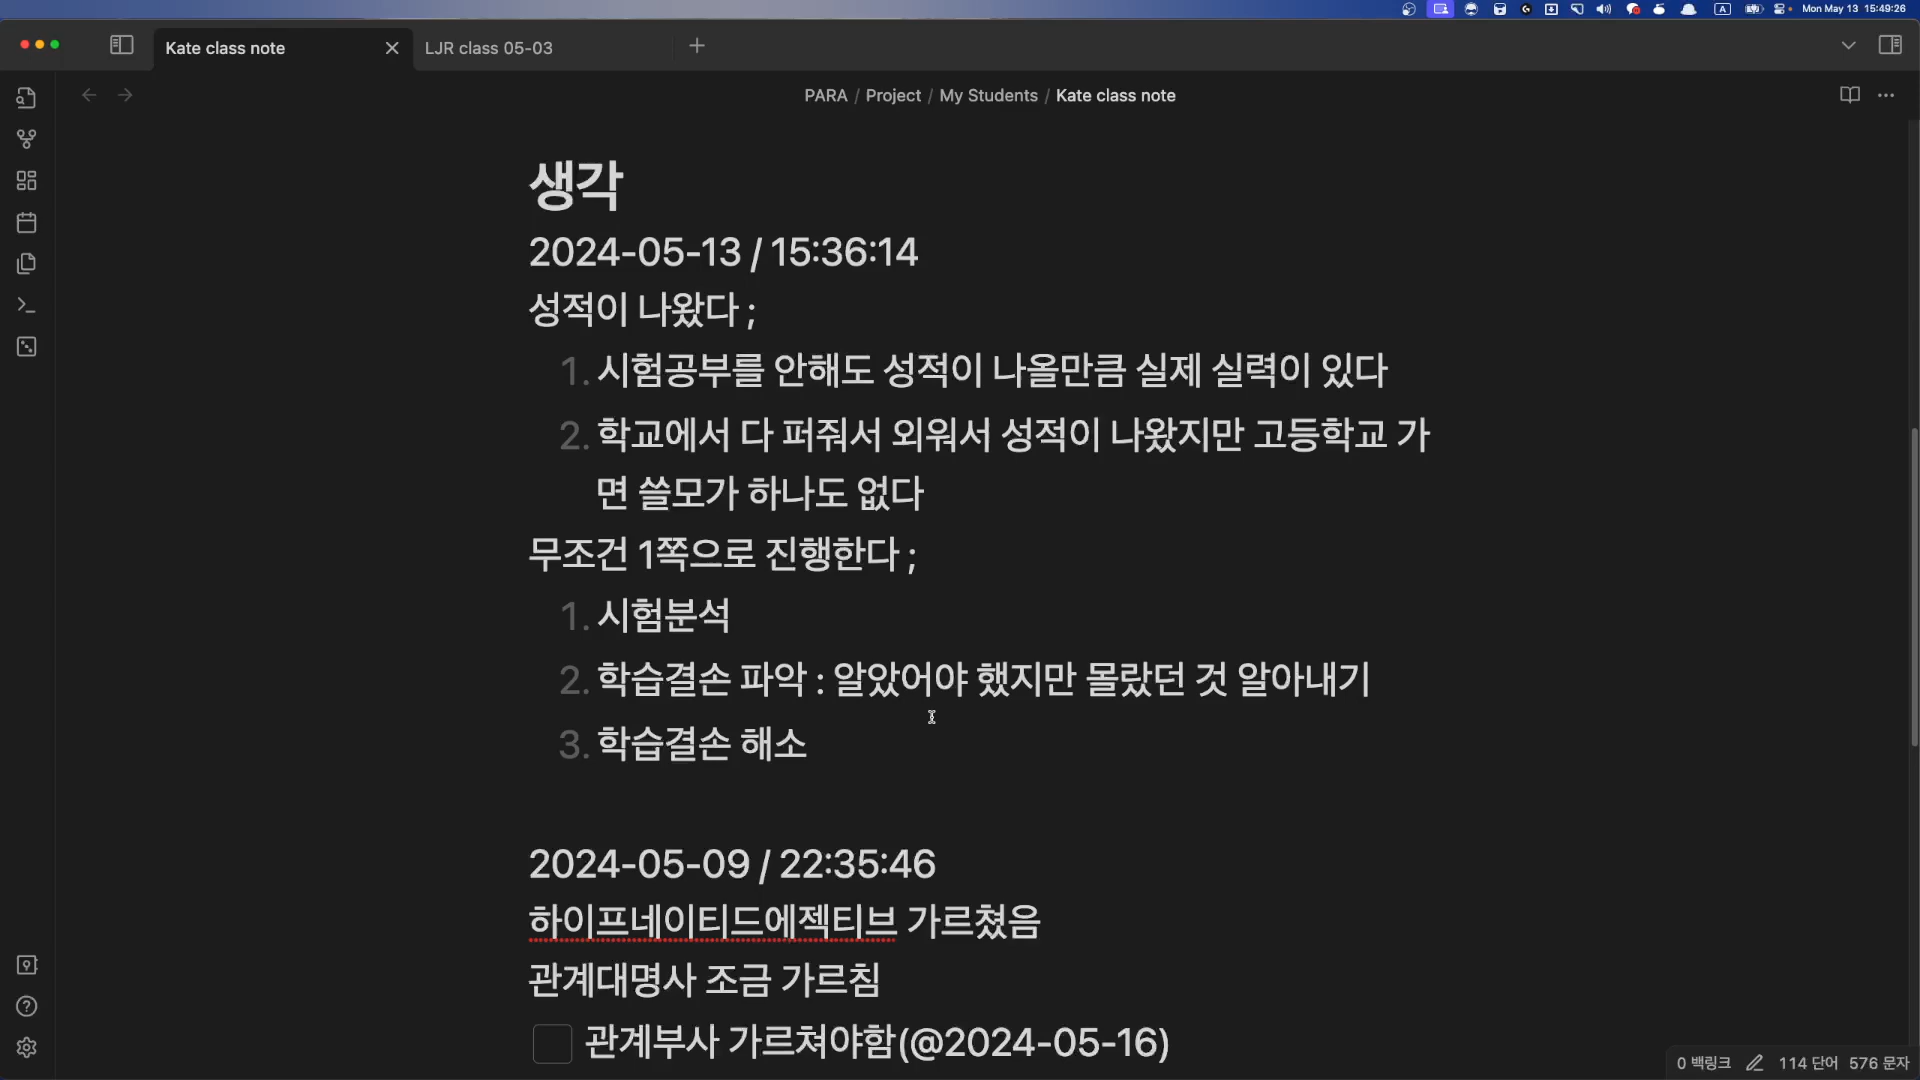 Mon May 13 15:49:26
Kate class note
LJR class 05-03
PARA / Project / My Students / Kate class note
생각
2024-05-13 / 15:36:14
성적이 나왔다 ;
1. 시험공부를 안해도 성적이 나올만큼 실제 실력이 있다
2. 학교에서 다 퍼줘서 외워서 성적이 나왔지만 고등학교 가
면 쓸모가 하나도 없다
무조건 1쪽으로 진행한다 ;
1. 시험분석
2. 학습결손 파악 : 알았어야 했지만 몰랐던 것 알아내기
3. 학습결손 해소
2024-05-09 / 22:35:46
하이프네이티드에젝티브 가르쳤음
관계대명사 조금 가르침
관계부사 가르쳐야함(@2024-05-16)
0 백링크 114 단어 576 문자